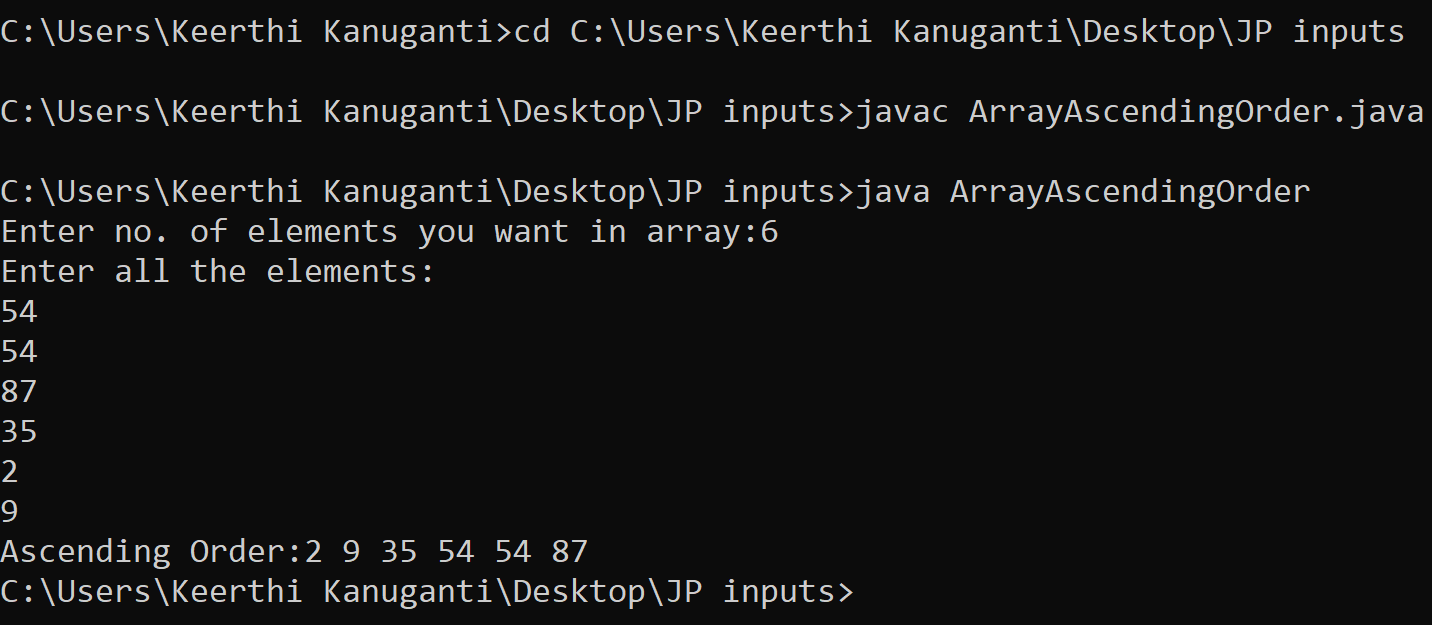 C:\Users\Keerthi Kanuganti>cd C:\Users\Keerthi Kanuganti\Desktop\JP inputs
C:\Users\Keerthi Kanuganti\Desktop\JP inputs>javac ArrayAscendingOrder.java
C:\Users\Keerthi Kanuganti\Desktop\JP inputs>java ArrayAscendingOrder
Enter no. of elements you want in array:6
Enter all the elements:
54
54
87
35
2
9
Ascending Order:2 9 35 54 54 87
C:\Users\Keerthi Kanuganti\Desktop\JP inputs>